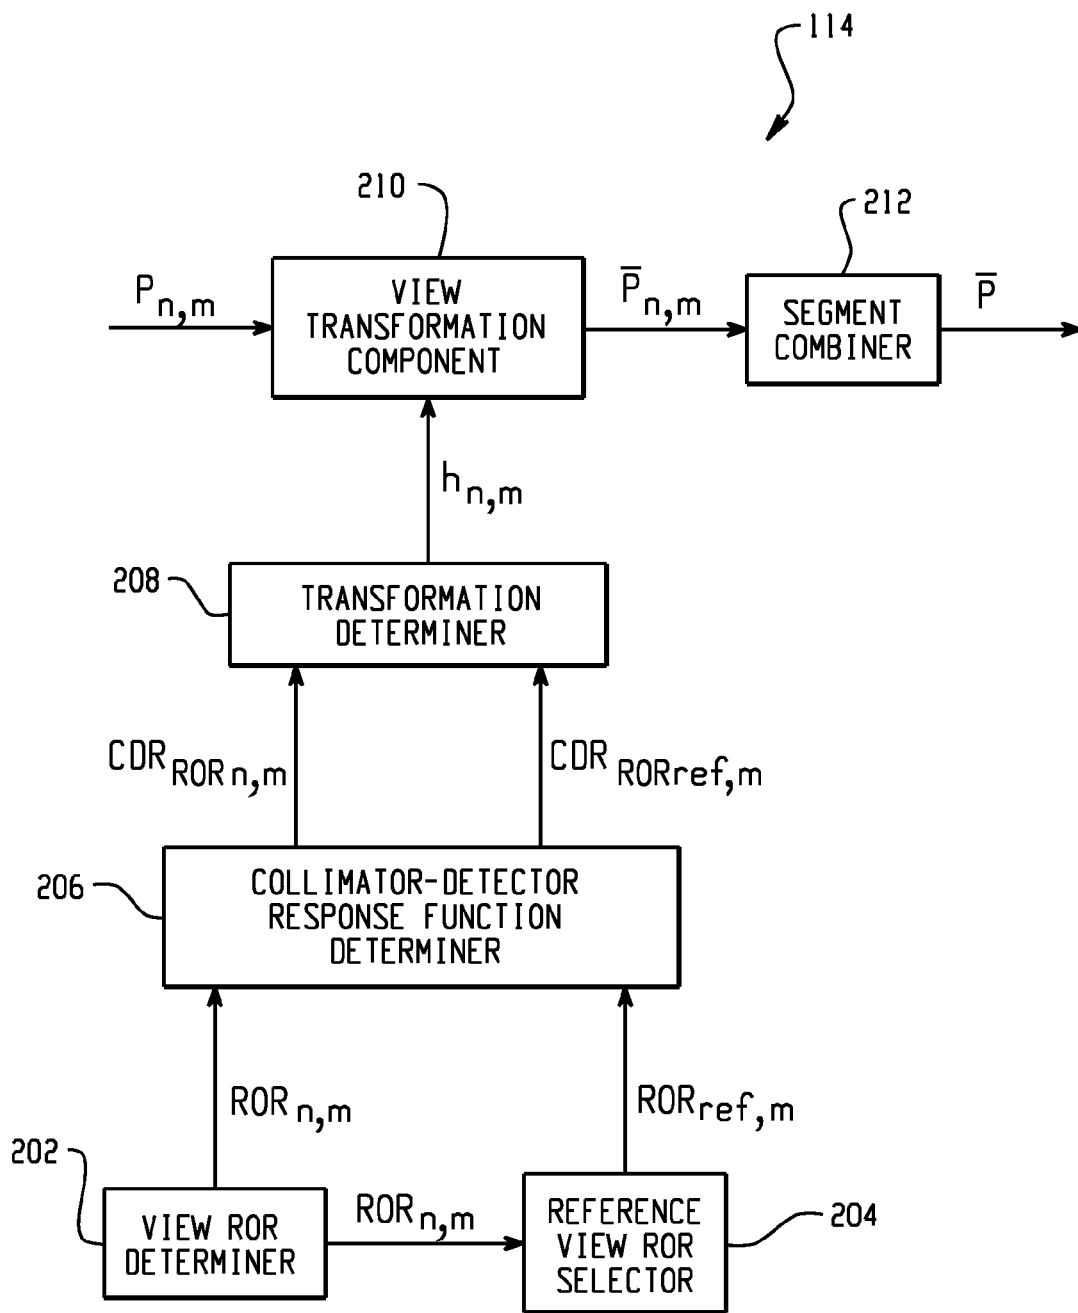 114
210
212
P n,m
VIEW
TRANSFORMATION
COMPONENT
P̅ n,m
SEGMENT
COMBINER
P̅
h n,m
208
TRANSFORMATION
DETERMINER
CDR ROR n,m
CDR ROR ref,m
206
COLLIMATOR-DETECTOR
RESPONSE FUNCTION
DETERMINER
ROR n,m
ROR ref,m
202
VIEW ROR
DETERMINER
ROR n,m
REFERENCE
VIEW ROR
SELECTOR
204